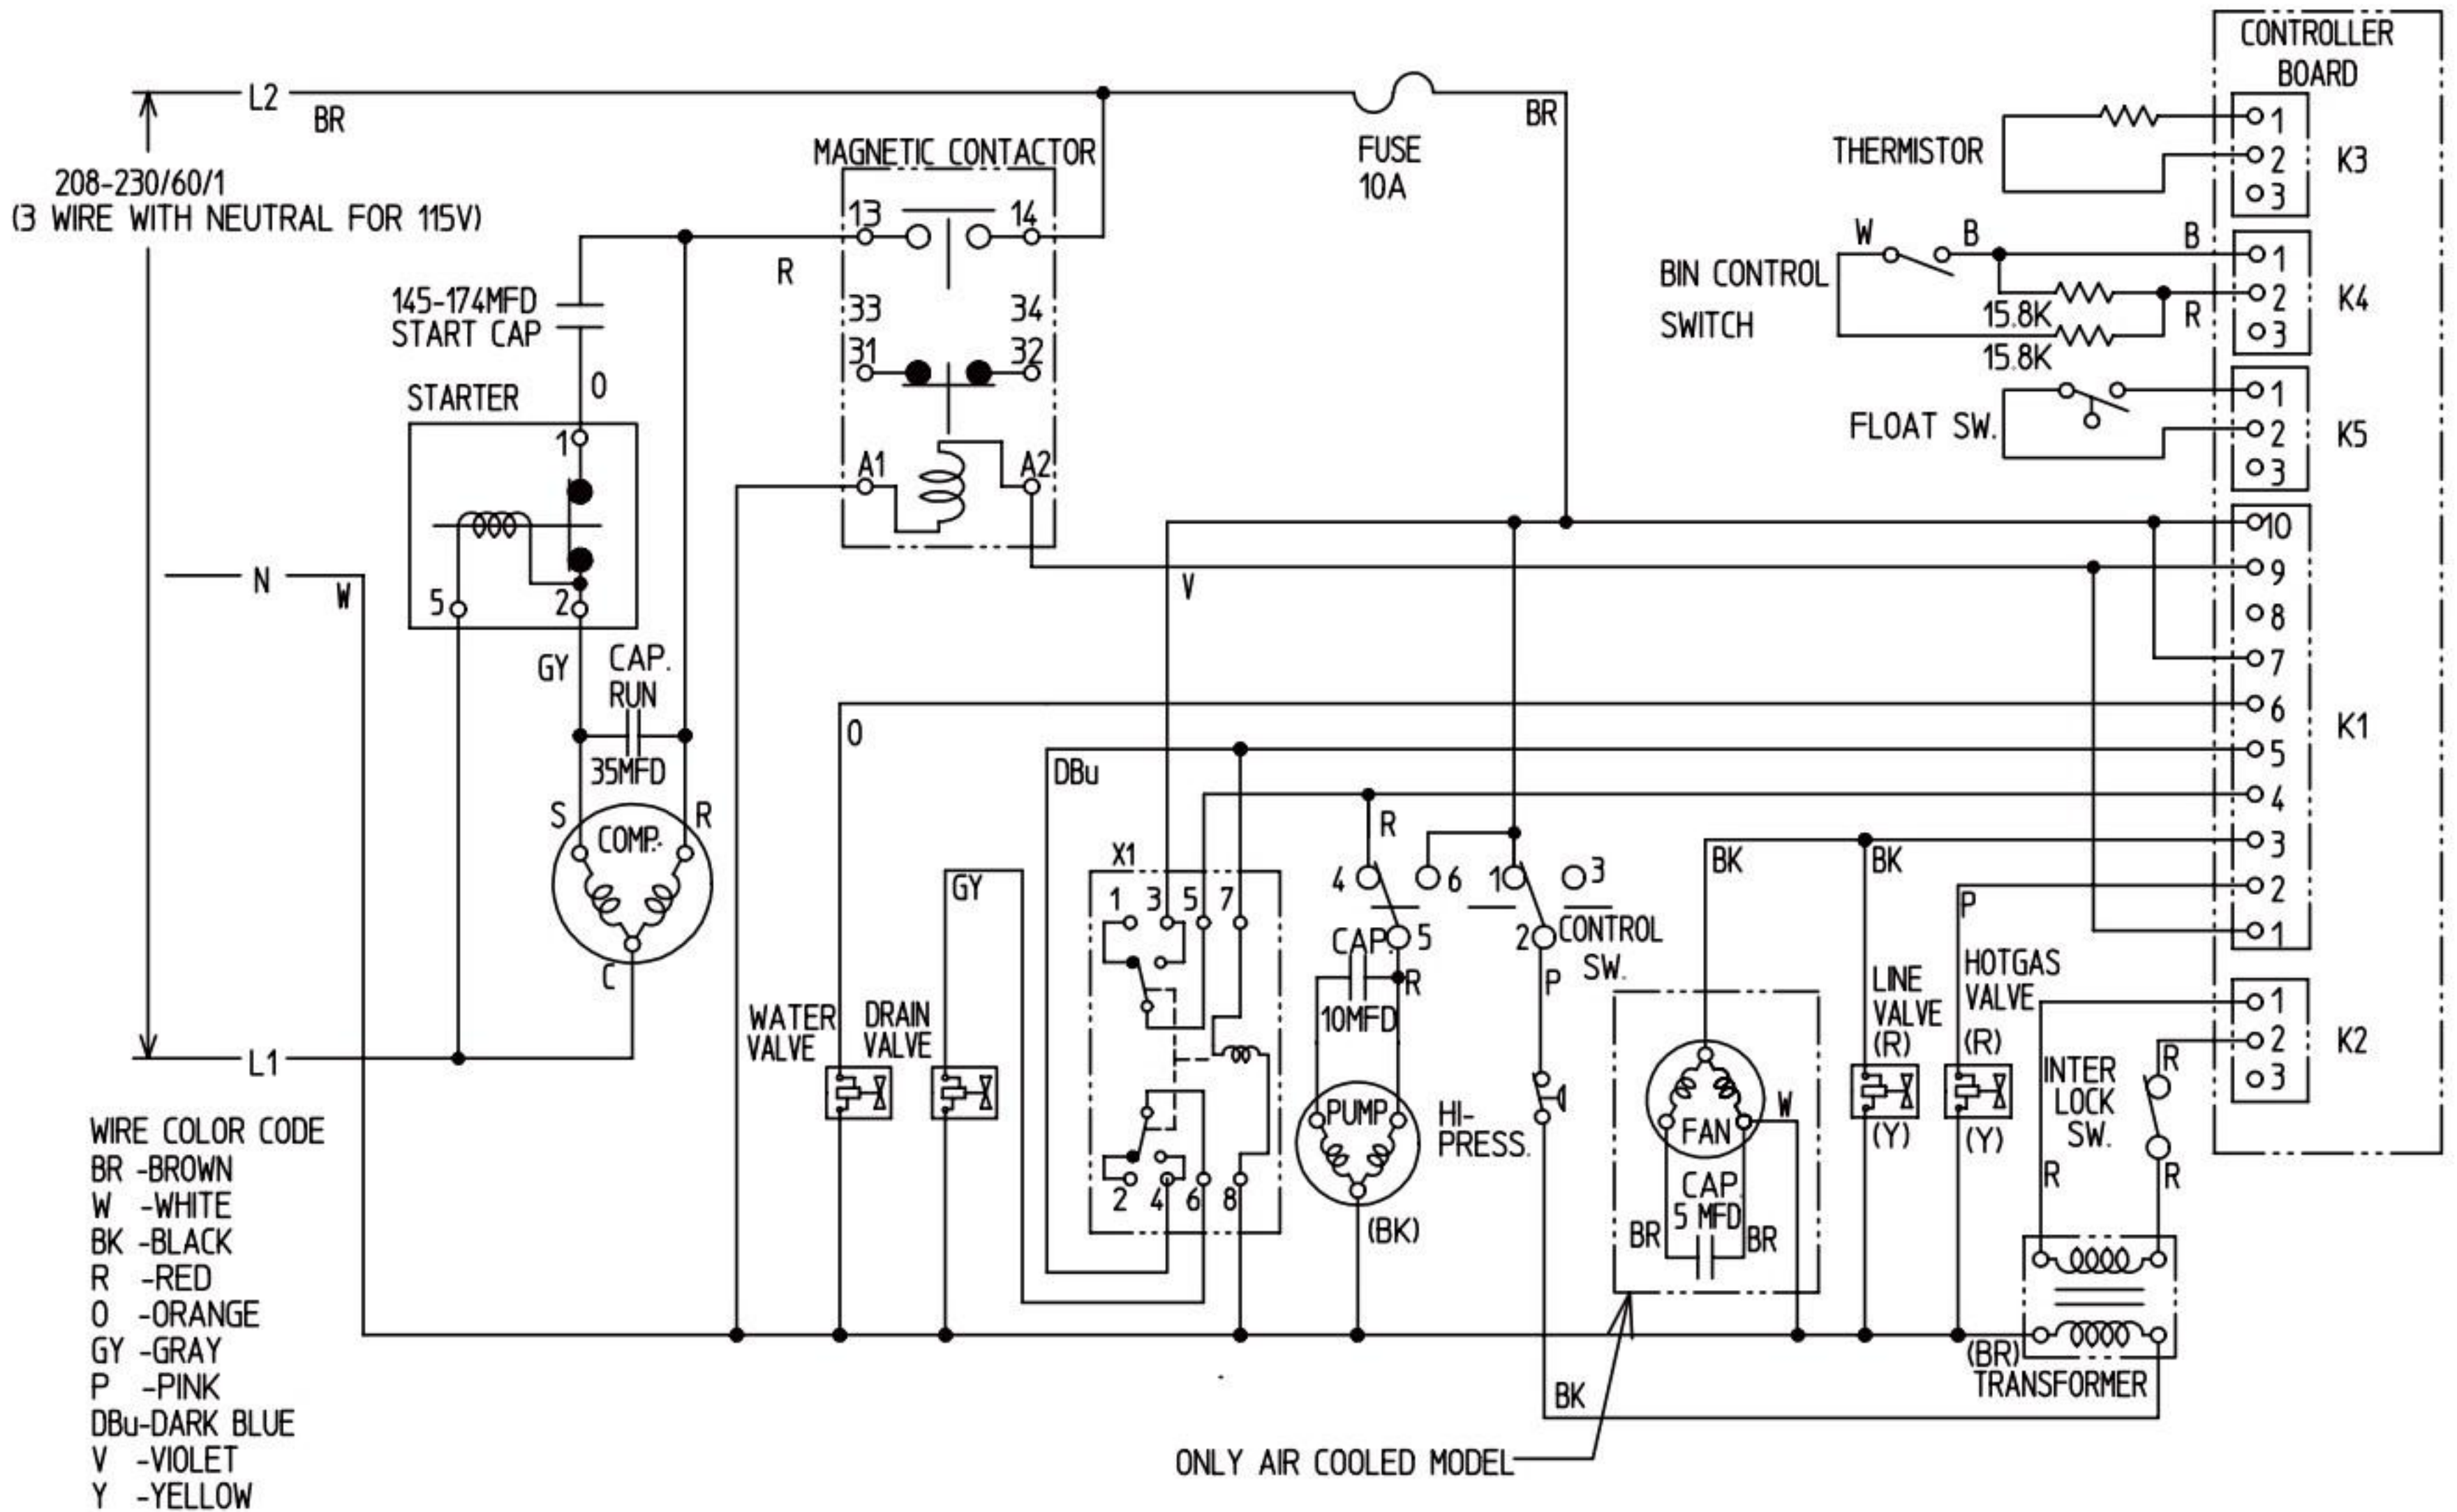 L2
BR
208-230/60/1
(3 WIRE WITH NEUTRAL FOR 115V)
N
W
L1
145-174MFD
START CAP
O
STARTER
1
5
2
GY
CAP.
RUN
35MFD
S
R
COMP.
C
R
MAGNETIC CONTACTOR
13
14
33
34
31
32
A1
A2
FUSE
10A
BR
V
O
DBu
GY
WATER
VALVE
DRAIN
VALVE
X1
1
3
5
7
2
4
6
8
R
4
6
1
3
5
2
CONTROL
SW.
CAP.
R
10MFD
P
PUMP
(BK)
HI-
PRESS.
BK
BK
BK
FAN
W
CAP.
5 MFD
BR
BR
ONLY AIR COOLED MODEL
LINE
VALVE
(R)
(Y)
P
HOTGAS
VALVE
(R)
(Y)
INTER
LOCK
SW.
R
R
R
(BR)
TRANSFORMER
CONTROLLER
BOARD
THERMISTOR
1
2
3
K3
BIN CONTROL
SWITCH
W
B
B
15.8K
R
15.8K
1
2
3
K4
FLOAT SW.
1
2
3
K5
10
9
8
7
6
5
4
3
2
1
K1
1
2
3
K2
WIRE COLOR CODE
BR -BROWN
W -WHITE
BK -BLACK
R -RED
O -ORANGE
GY -GRAY
P -PINK
DBu-DARK BLUE
V -VIOLET
Y -YELLOW